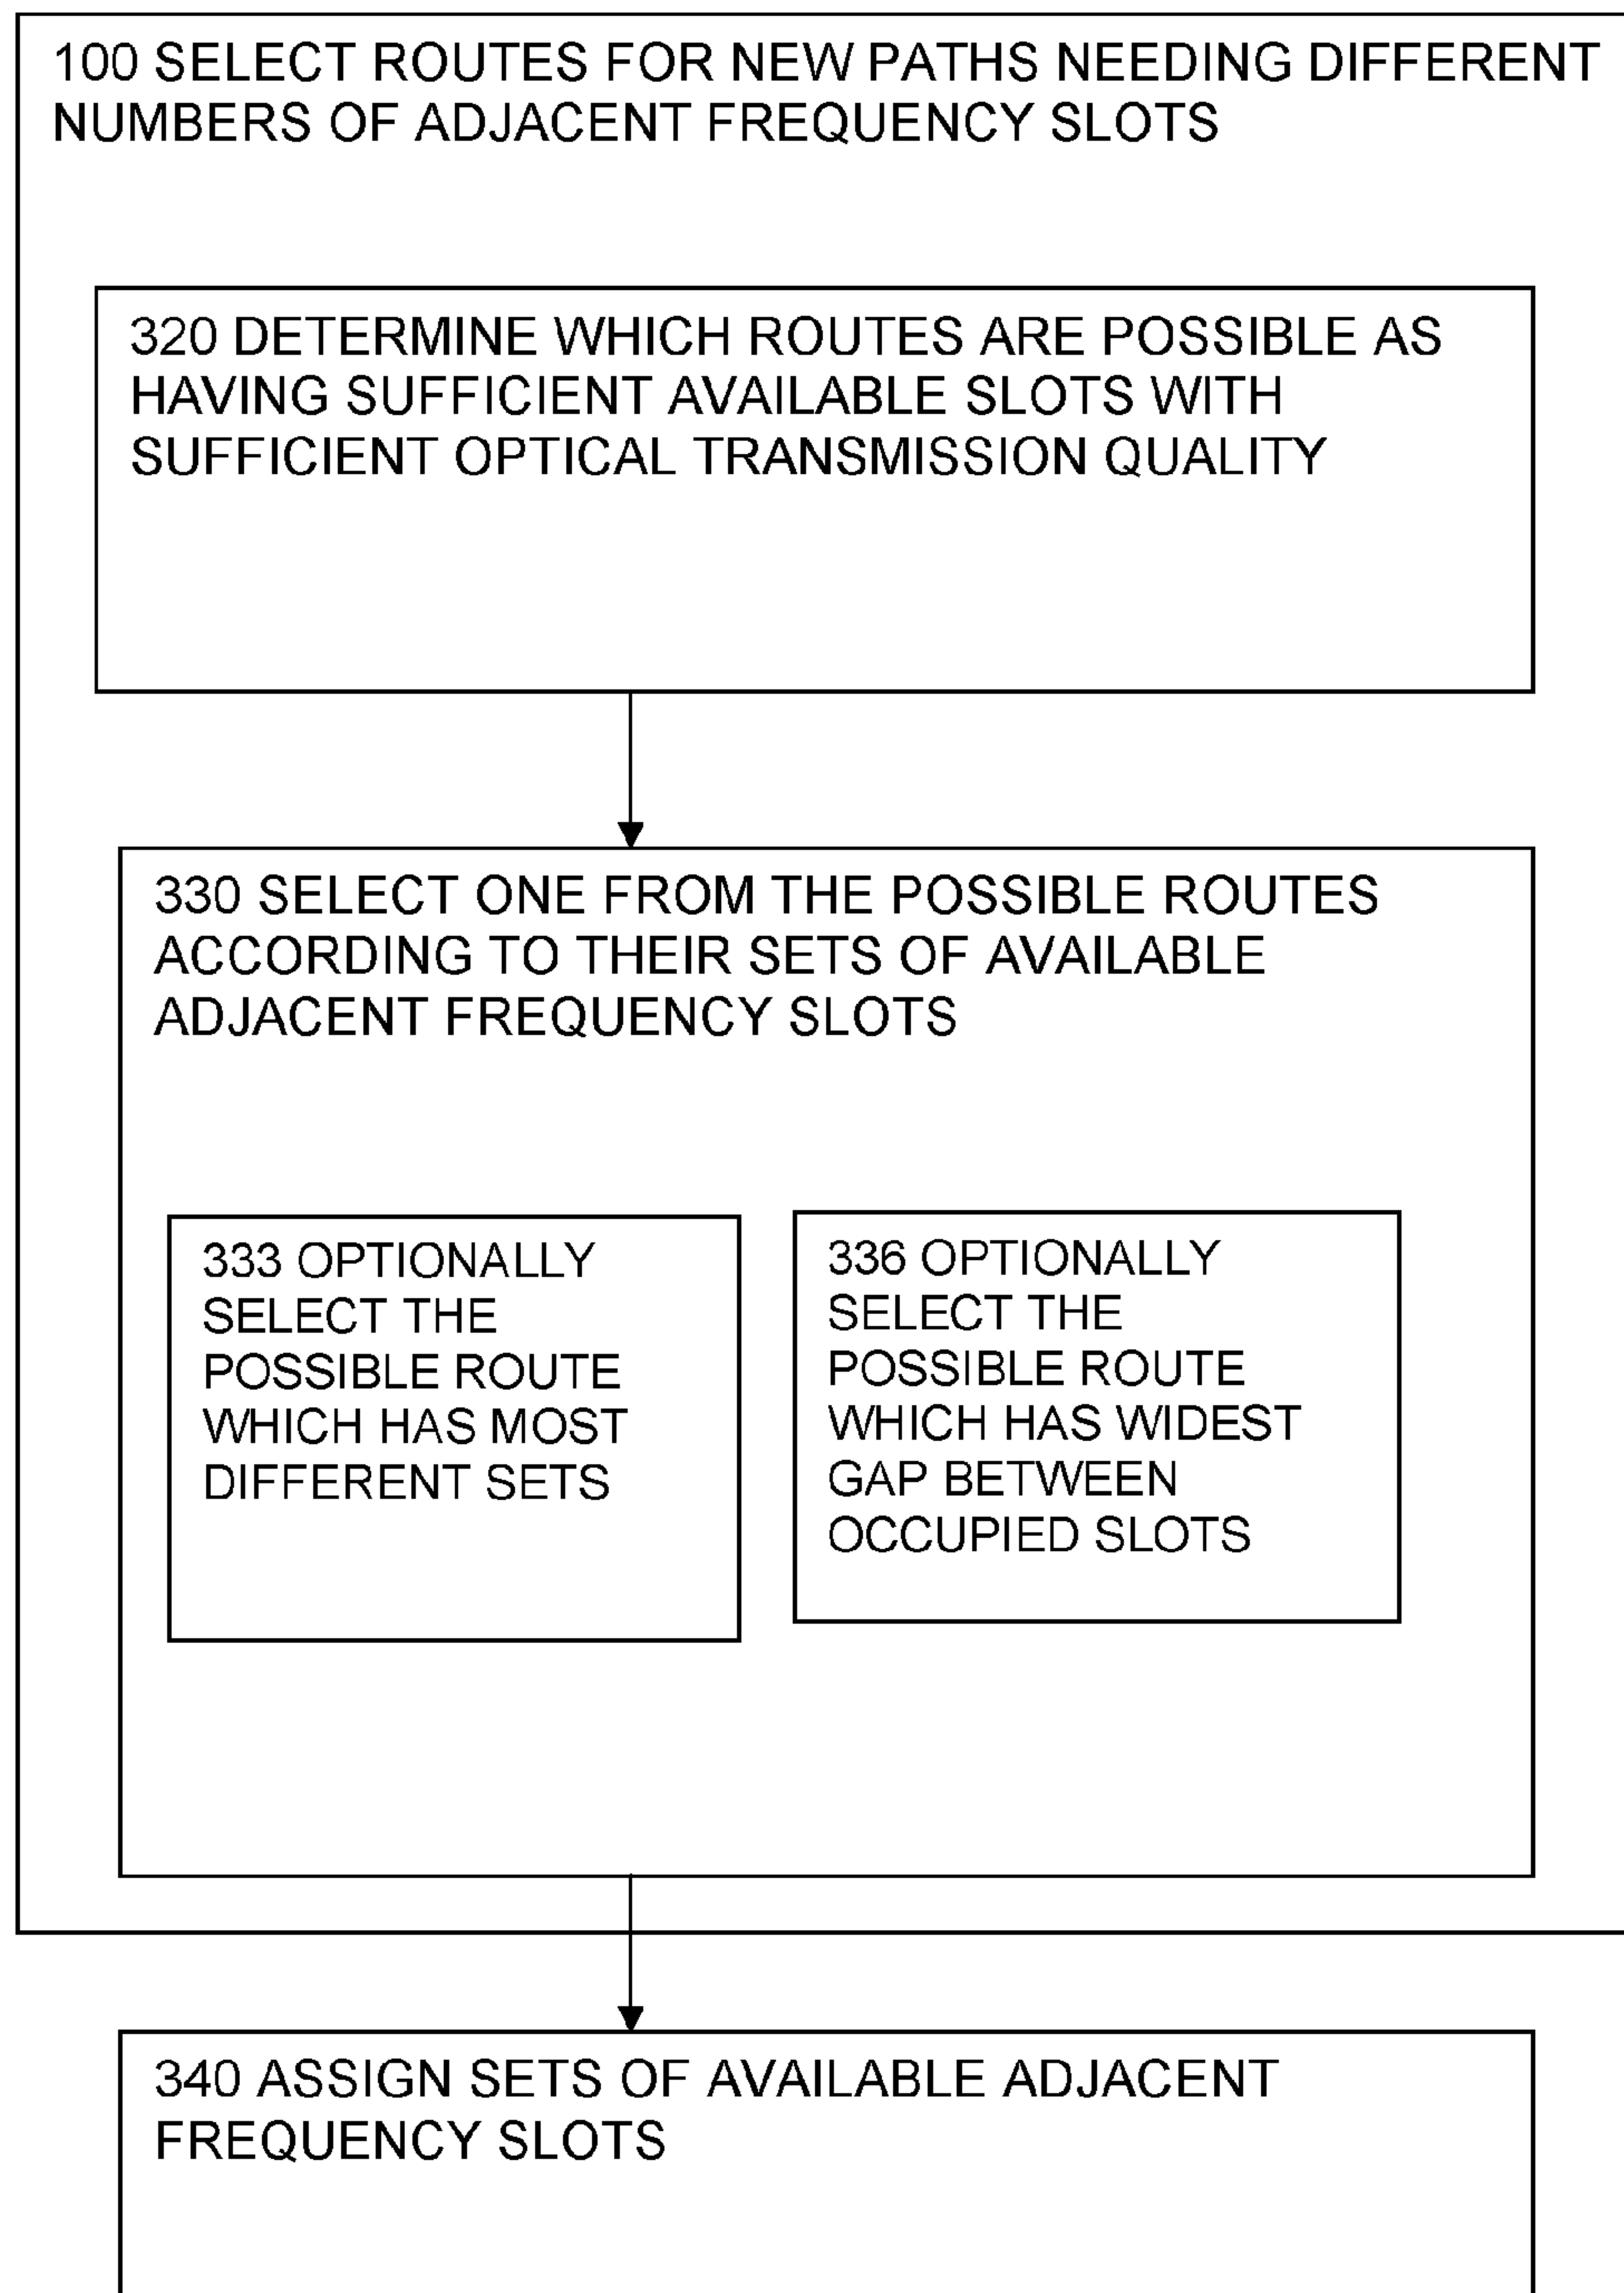 100 SELECT ROUTES FOR NEW PATHS NEEDING DIFFERENT
NUMBERS OF ADJACENT FREQUENCY SLOTS
320 DETERMINE WHICH ROUTES ARE POSSIBLE AS
HAVING SUFFICIENT AVAILABLE SLOTS WITH
SUFFICIENT OPTICAL TRANSMISSION QUALITY
330 SELECT ONE FROM THE POSSIBLE ROUTES
ACCORDING TO THEIR SETS OF AVAILABLE
ADJACENT FREQUENCY SLOTS
333 OPTIONALLY
SELECT THE
POSSIBLE ROUTE
WHICH HAS MOST
DIFFERENT SETS
336 OPTIONALLY
SELECT THE
POSSIBLE ROUTE
WHICH HAS WIDEST
GAP BETWEEN
OCCUPIED SLOTS
340 ASSIGN SETS OF AVAILABLE ADJACENT
FREQUENCY SLOTS